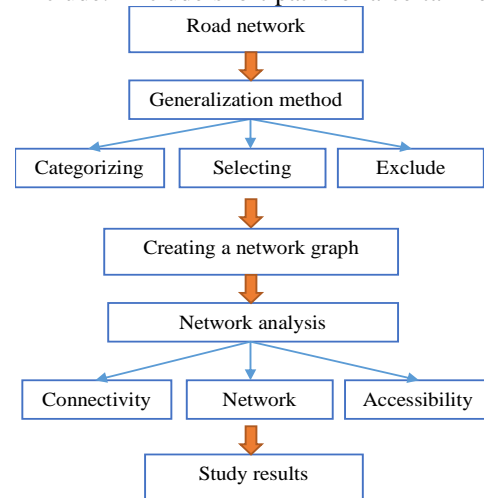 Road network
Generalization method
Categorizing Selecting Exclude
Creating a network graph
Network analysis
Connectivity Network Accessibility
Study results